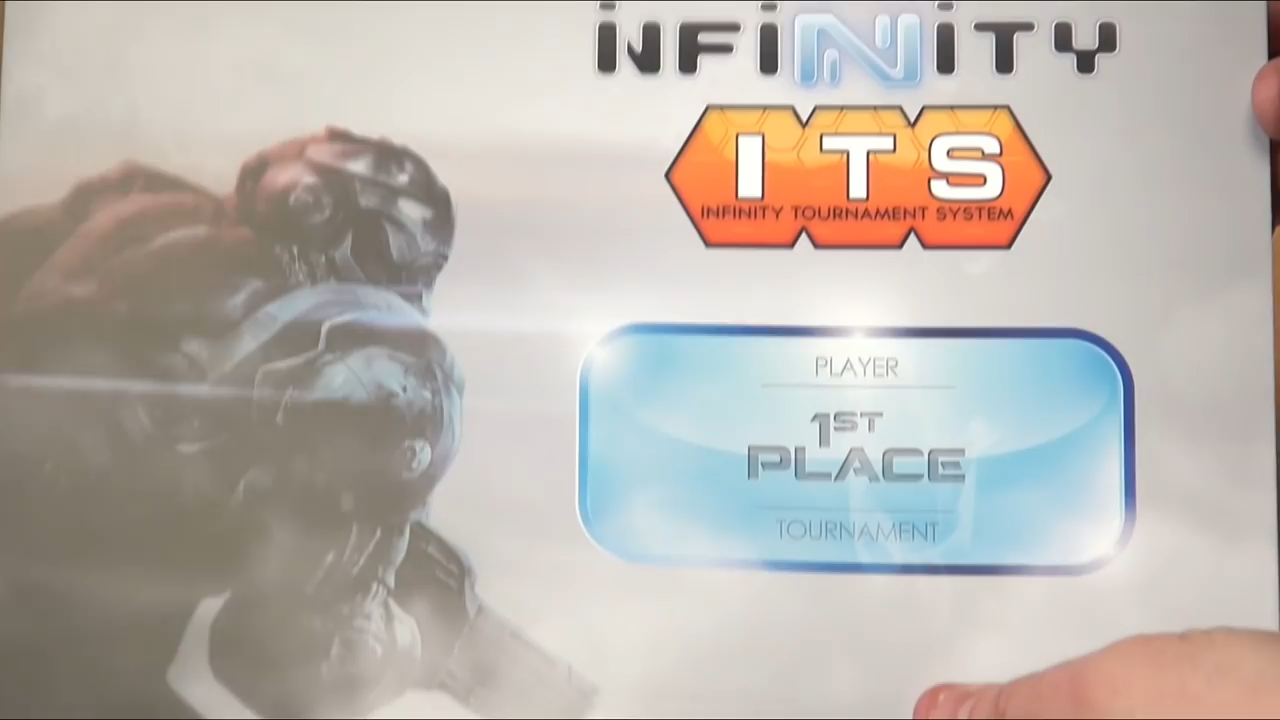 INFINITY
ITS
INFINITY TOURNAMENT SYSTEM
PLAYER
1ST
PLACE
TOURNAMENT